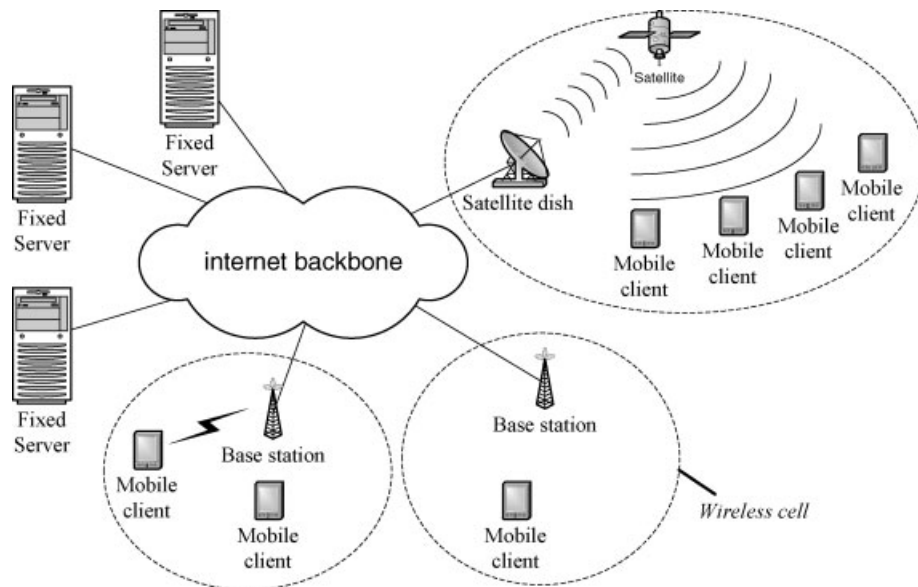 Satellite
Fixed
Server
Fixed
Server
Satellite dish
Mobile
client
Mobile
client
Mobile
client
Mobile
client
internet backbone
Fixed
Server
Base station
Mobile
client
Mobile
client
Base station
Mobile
client
Wireless cell